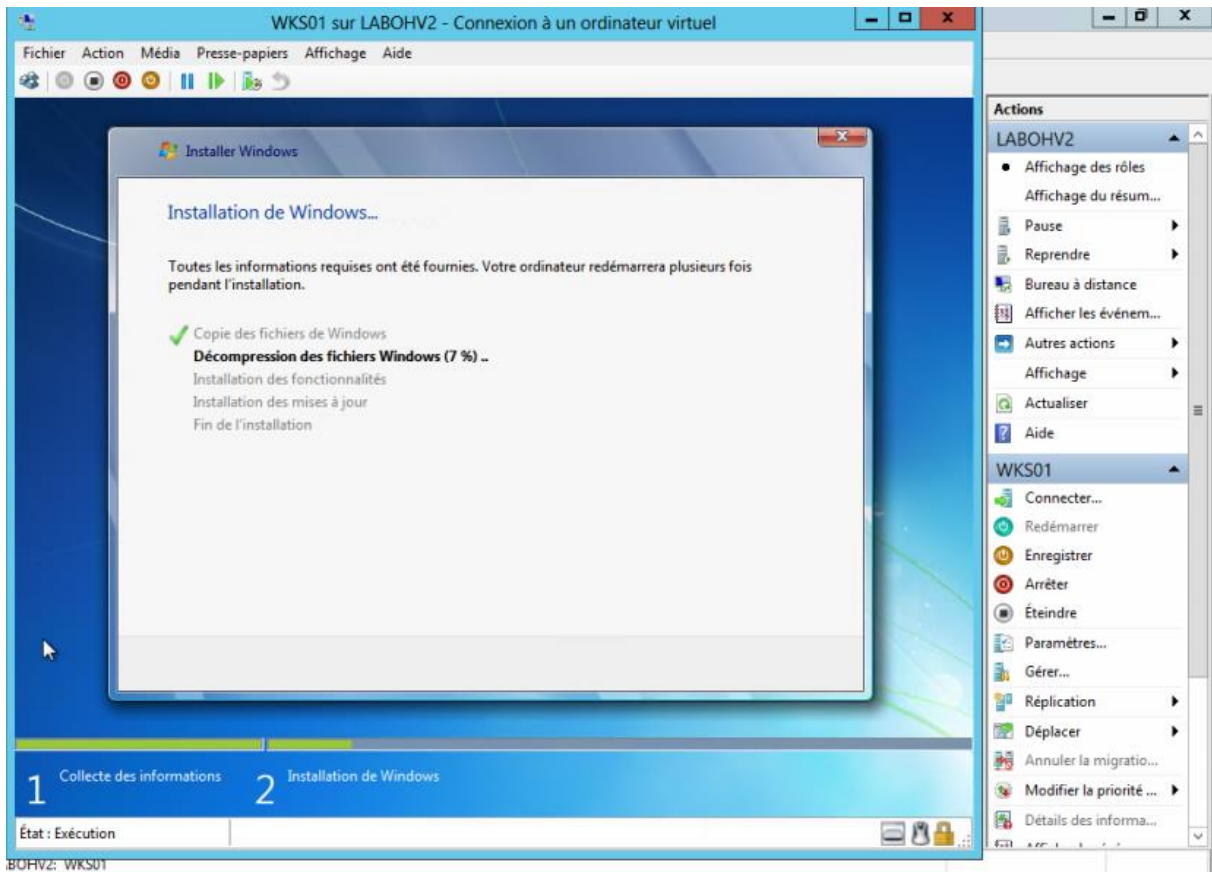 WKS01 sur LABOHV2 - Connexion à un ordinateur virtuel
Fichier Action Média Presse-papiers Affichage Aide
Installer Windows
Installation de Windows...
Toutes les informations requises ont été fournies. Votre ordinateur redémarrera plusieurs fois
pendant l'installation.
Copie des fichiers de Windows
Décompression des fichiers Windows (7 %) ..
Installation des fonctionnalités
Installation des mises à jour
Fin de l'installation
1 Collecte des informations 2 Installation de Windows
État : Exécution
BOHV2: WKS01
Actions
LABOHV2
Affichage des rôles
Affichage du résum...
Pause
Reprendre
Bureau à distance
Afficher les événem...
Autres actions
Affichage
Actualiser
Aide
WKS01
Connecter...
Redémarrer
Enregistrer
Arrêter
Éteindre
Paramètres...
Gérer...
Réplication
Déplacer
Annuler la migratio...
Modifier la priorité ...
Détails des informa...